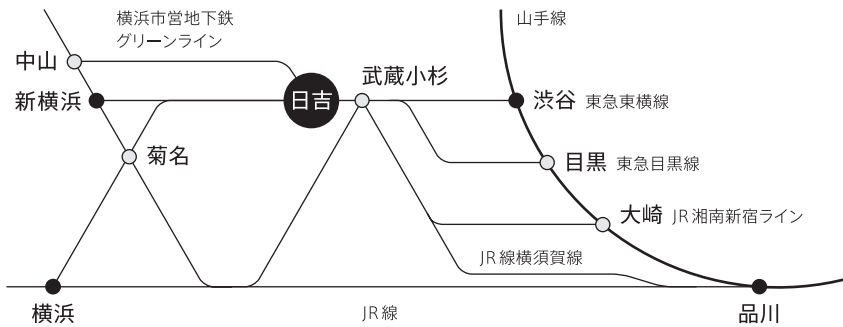 横浜市営地下鉄
グリーンライン
山手線
中山
武蔵小杉
新横浜
日吉
渋谷 東急東横線
菊名
目黒 東急目黒線
大崎 JR湘南新宿ライン
JR線横須賀線
横浜
JR線
品川